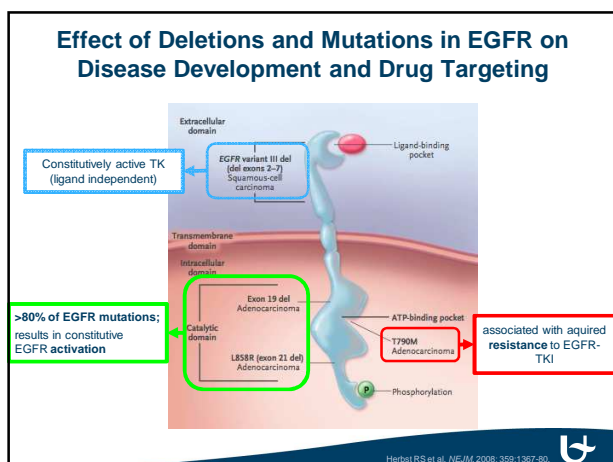 Effect of Deletions and Mutations in EGFR on
Disease Development and Drug Targeting
Extracellular
domain
Ligand-binding
pocket
Constitutively active TK
(ligand independent)
EGFR variant III del
(del exons 2–7)
Squamous-cell
carcinoma
Transmembrane
domain
Intracellular
domain
>80% of EGFR mutations;
results in constitutive
EGFR activation
Catalytic
domain
Exon 19 del
Adenocarcinoma
L858R (exon 21 del)
Adenocarcinoma
ATP-binding pocket
T790M
Adenocarcinoma
associated with aquired
resistance to EGFR-
TKI
P
Phosphorylation
Herbst RS et al. NEJM. 2008; 359:1367-80.